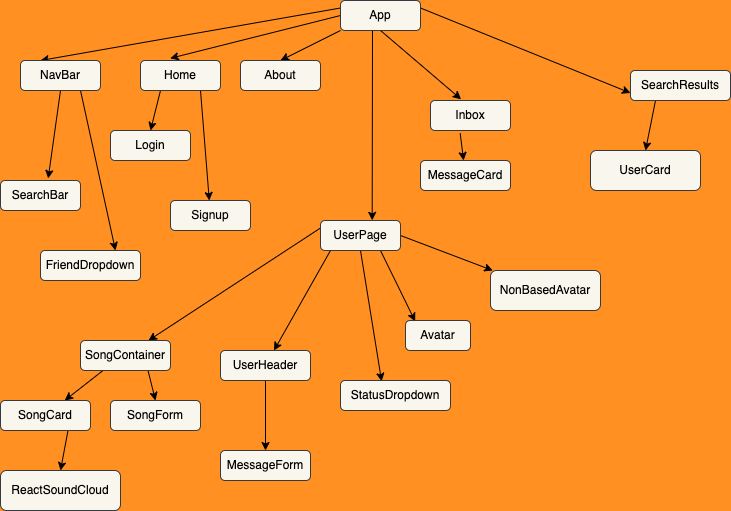 App
NavBar
Home
About
SearchResults
Inbox
Login
UserCard
MessageCard
SearchBar
Signup
UserPage
FriendDropdown
NonBasedAvatar
Avatar
SongContainer
UserHeader
StatusDropdown
SongCard
SongForm
MessageForm
ReactSoundCloud